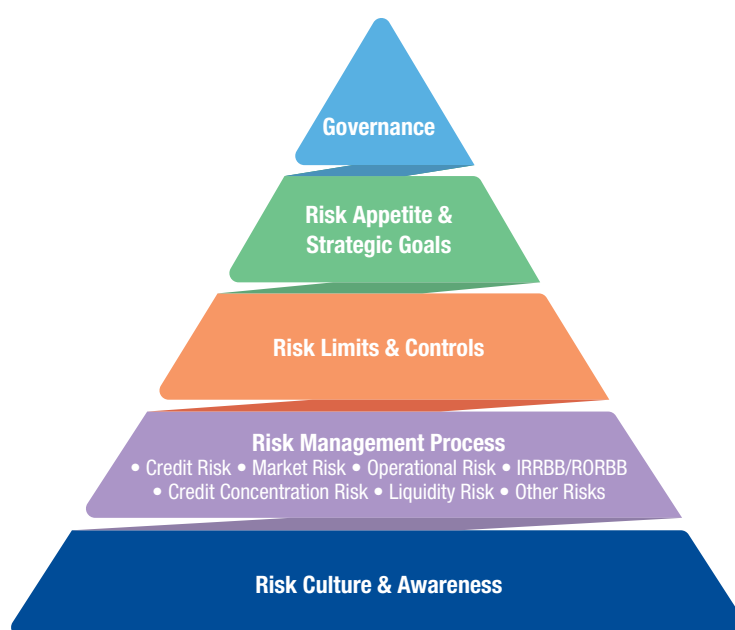 Governance
Risk Appetite &
Strategic Goals
Risk Limits & Controls
Risk Management Process
• Credit Risk • Market Risk • Operational Risk • IRRBB/RORBB
• Credit Concentration Risk • Liquidity Risk • Other Risks
Risk Culture & Awareness